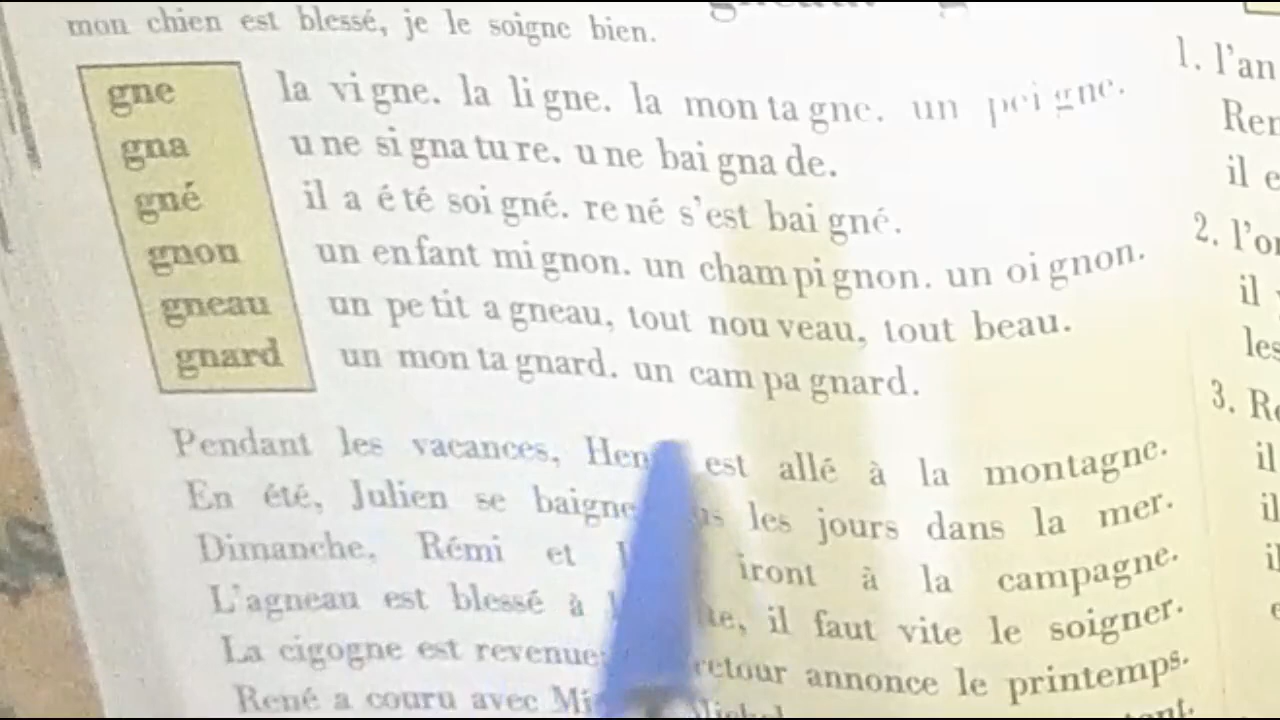 mon chien est blessé, je le soigne bien.
gne la vi gne. la li gne. la mon ta gne. un pei gne.
gna u ne si gna tu re. u ne bai gna de.
gné il a é té soi gné. re né s'est bai gné.
gnon un en fant mi gnon. un cham pi gnon. un oi gnon.
gneau un pe tit a gneau, tout nou veau, tout beau.
gnard un mon ta gnard. un cam pa gnard.
Pendant les vacances, est allé à la montagne.
En été, Julien se baigne les jours dans la mer.
Dimanche, Rémi et iront à la campagne.
L'agneau est blessé à il faut vite le soigner.
La cigogne est revenue retour annonce le printemps.
René a couru avec
1. l'an
Ren
il e
2. l'on
il
les
3. Re
il
il